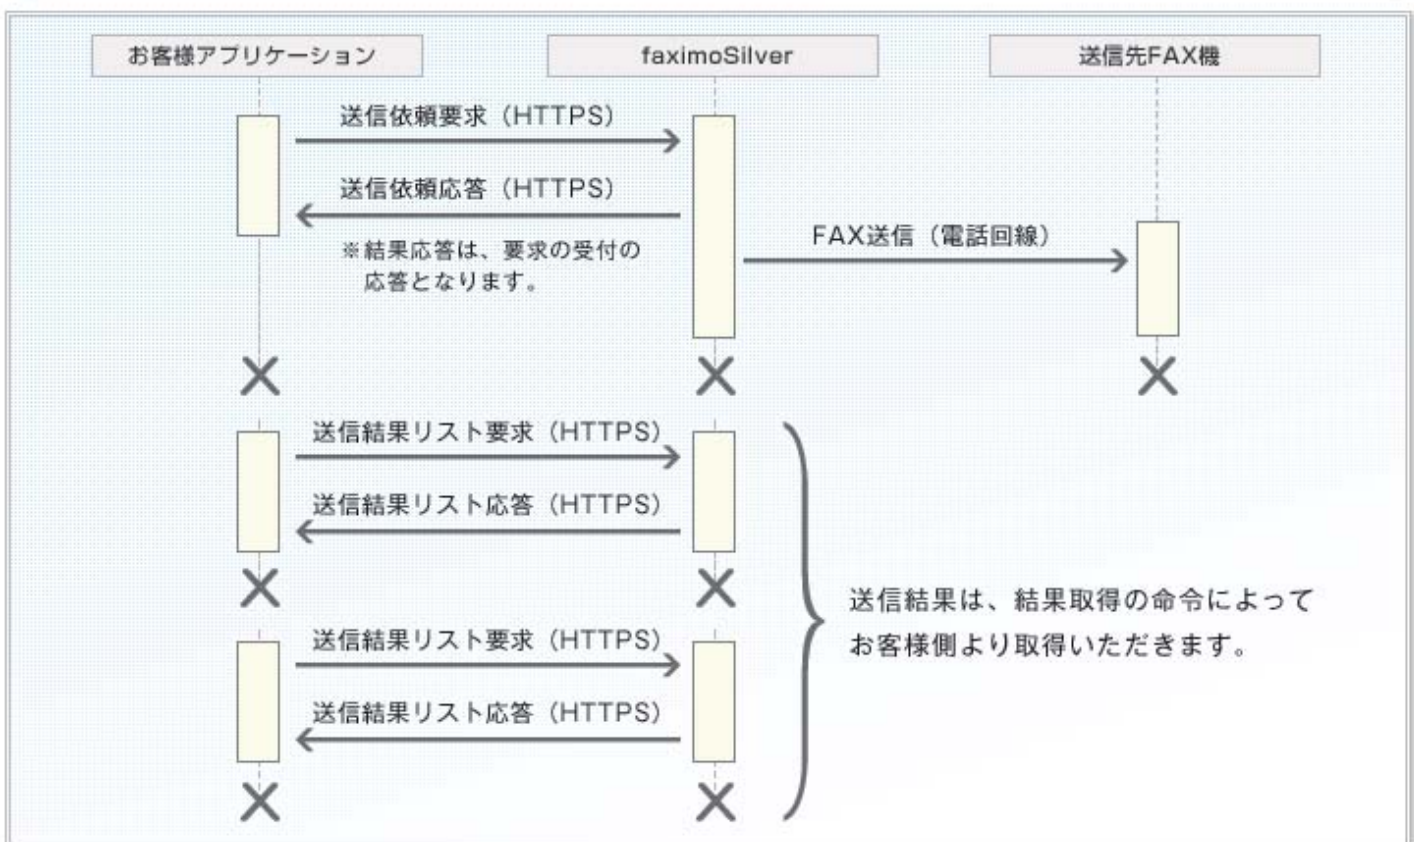 お客様アプリケーション
faximoSilver
送信先FAX機
送信依頼要求（HTTPS）
送信依頼応答（HTTPS）
※結果応答は、要求の受付の
応答となります。
FAX送信（電話回線）
送信結果リスト要求（HTTPS）
送信結果リスト応答（HTTPS）
送信結果リスト要求（HTTPS）
送信結果リスト応答（HTTPS）
送信結果は、結果取得の命令によって
お客様側より取得いただきます。